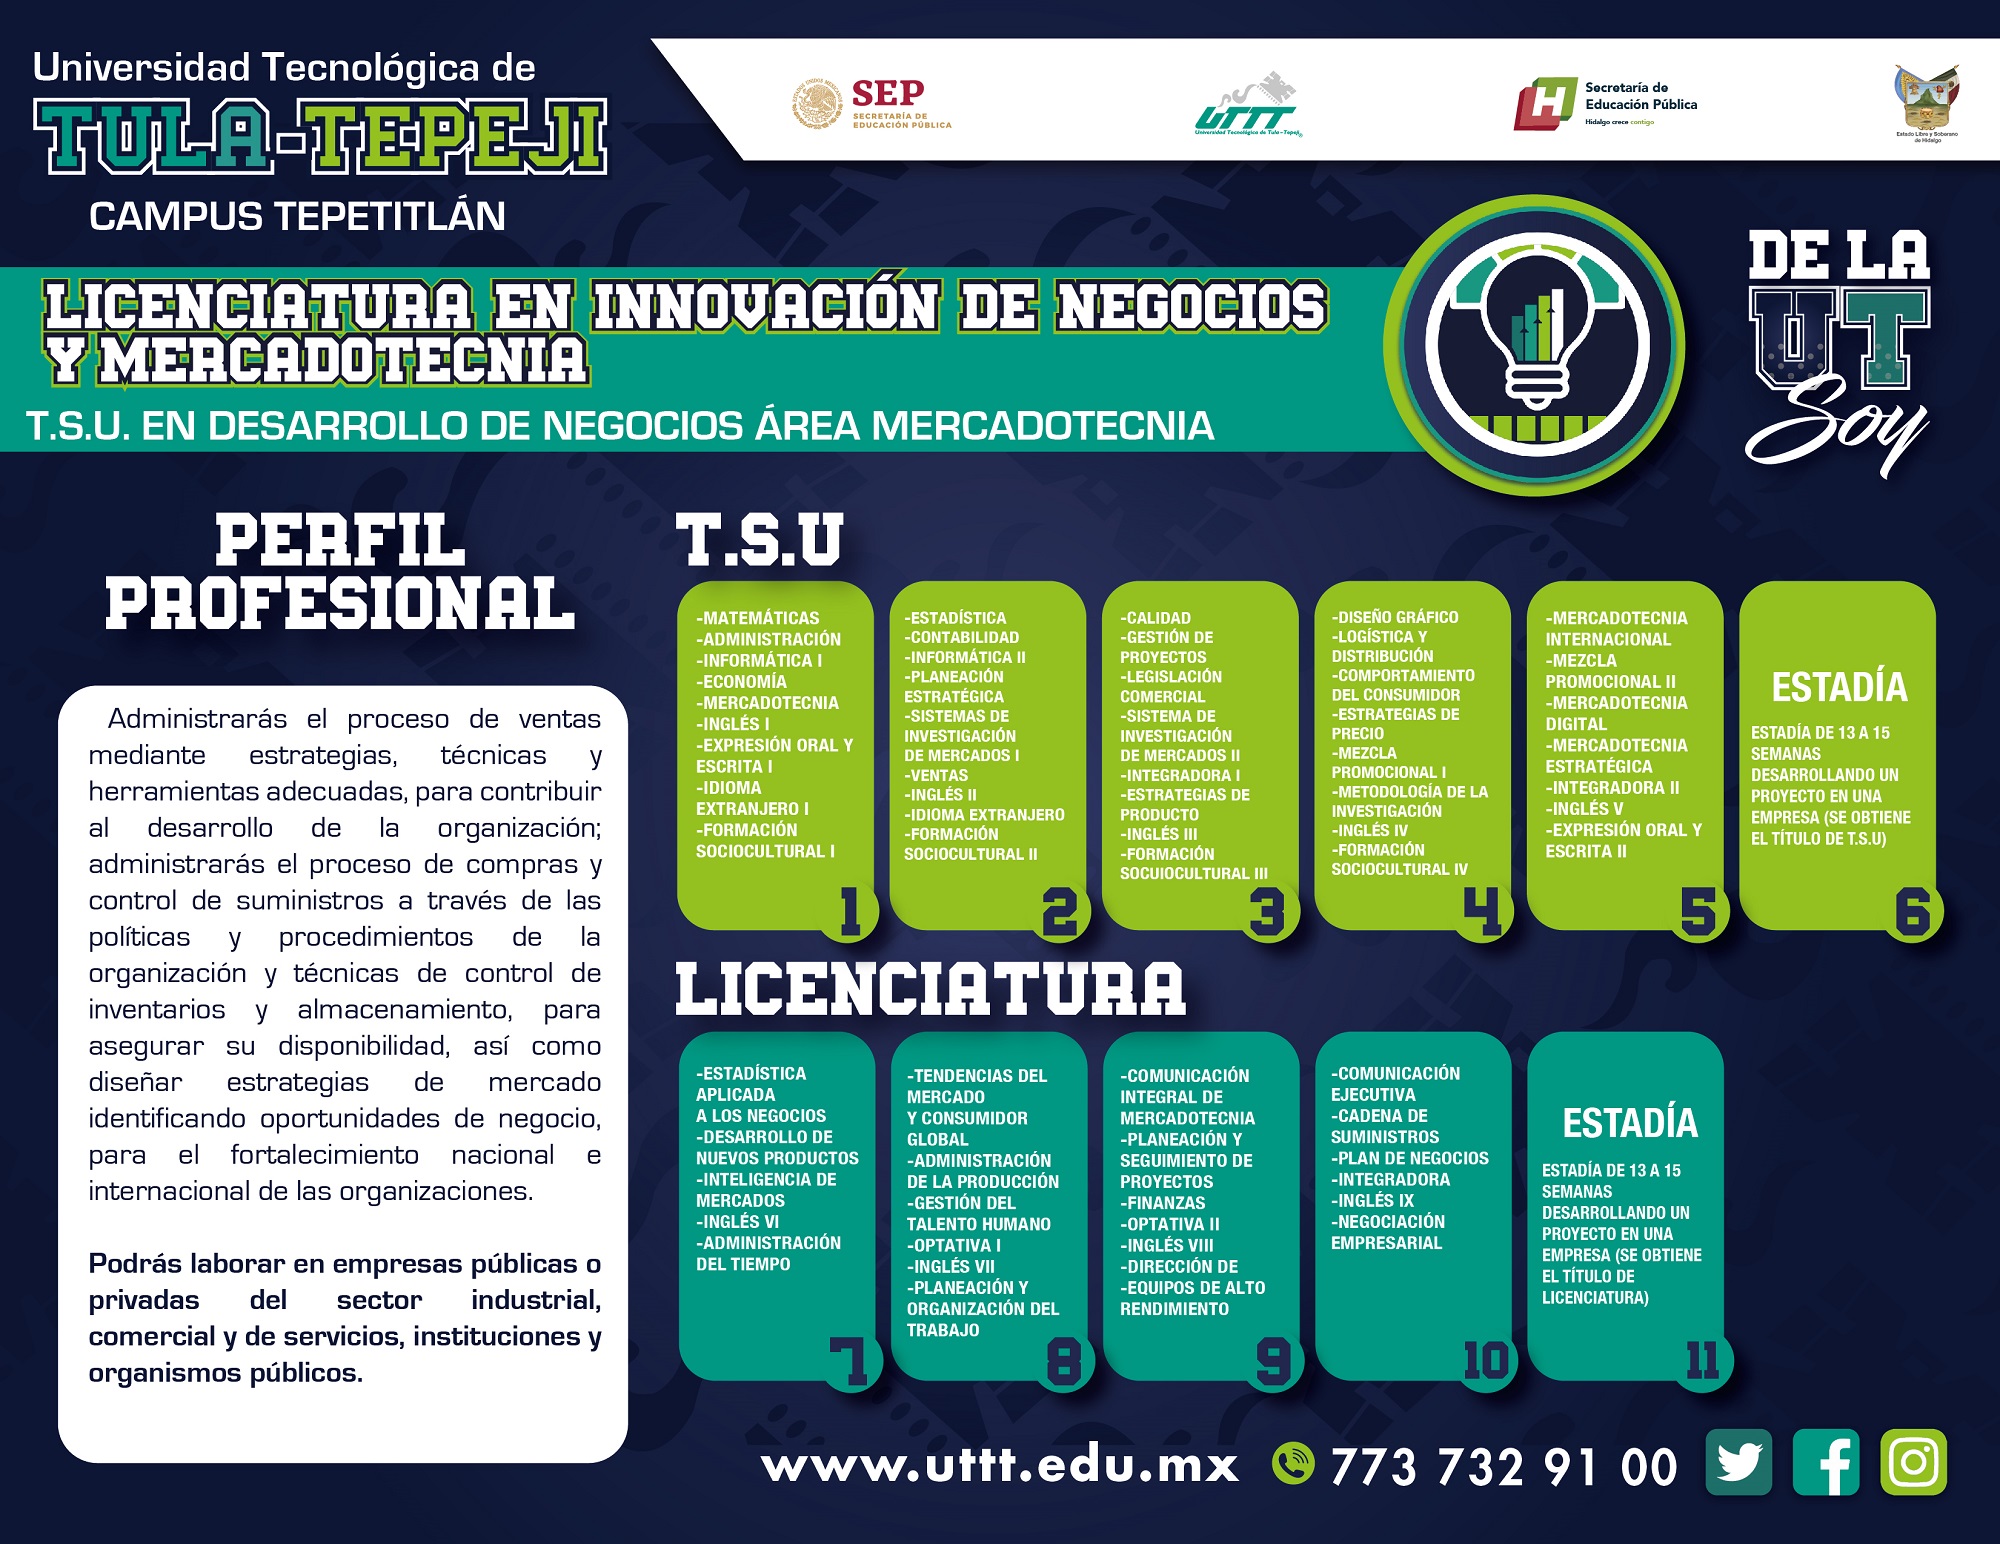 Universidad Tecnológica de
TULA-TEPEJI
CAMPUS TEPETITLÁN
SEP
SECRETARÍA DE
EDUCACIÓN PÚBLICA
UTTT
Universidad Tecnológica de Tula-Tepeji®
H
Secretaría de
Educación Pública
Hidalgo crece contigo
Estado Libre y Soberano
de Hidalgo
LICENCIATURA EN INNOVACIÓN DE NEGOCIOS
Y MERCADOTECNIA
T.S.U. EN DESARROLLO DE NEGOCIOS ÁREA MERCADOTECNIA
DE LA
UT
Soy
PERFIL
PROFESIONAL
Administrarás el proceso de ventas
mediante estrategias, técnicas y
herramientas adecuadas, para contribuir
al desarrollo de la organización;
administrarás el proceso de compras y
control de suministros a través de las
políticas y procedimientos de la
organización y técnicas de control de
inventarios y almacenamiento, para
asegurar su disponibilidad, así como
diseñar estrategias de mercado
identificando oportunidades de negocio,
para el fortalecimiento nacional e
internacional de las organizaciones.
Podrás laborar en empresas públicas o
privadas del sector industrial,
comercial y de servicios, instituciones y
organismos públicos.
T.S.U
-MATEMÁTICAS
-ADMINISTRACIÓN
-INFORMÁTICA I
-ECONOMÍA
-MERCADOTECNIA
-INGLÉS I
-EXPRESIÓN ORAL Y
ESCRITA I
-IDIOMA
EXTRANJERO I
-FORMACIÓN
SOCIOCULTURAL I
1
-ESTADÍSTICA
-CONTABILIDAD
-INFORMÁTICA II
-PLANEACIÓN
ESTRATÉGICA
-SISTEMAS DE
INVESTIGACIÓN
DE MERCADOS I
-VENTAS
-INGLÉS II
-IDIOMA EXTRANJERO
-FORMACIÓN
SOCIOCULTURAL II
2
-CALIDAD
-GESTIÓN DE
PROYECTOS
-LEGISLACIÓN
COMERCIAL
-SISTEMA DE
INVESTIGACIÓN
DE MERCADOS II
-INTEGRADORA I
-ESTRATEGIAS DE
PRODUCTO
-INGLÉS III
-FORMACIÓN
SOCUIOCULTURAL III
3
-DISEÑO GRÁFICO
-LOGÍSTICA Y
DISTRIBUCIÓN
-COMPORTAMIENTO
DEL CONSUMIDOR
-ESTRATEGIAS DE
PRECIO
-MEZCLA
PROMOCIONAL I
-METODOLOGÍA DE LA
INVESTIGACIÓN
-INGLÉS IV
-FORMACIÓN
SOCIOCULTURAL IV
4
-MERCADOTECNIA
INTERNACIONAL
-MEZCLA
PROMOCIONAL II
-MERCADOTECNIA
DIGITAL
-MERCADOTECNIA
ESTRATÉGICA
-INTEGRADORA II
-INGLÉS V
-EXPRESIÓN ORAL Y
ESCRITA II
5
ESTADÍA
ESTADÍA DE 13 A 15
SEMANAS
DESARROLLANDO UN
PROYECTO EN UNA
EMPRESA (SE OBTIENE
EL TÍTULO DE T.S.U)
6
LICENCIATURA
-ESTADÍSTICA
APLICADA
A LOS NEGOCIOS
-DESARROLLO DE
NUEVOS PRODUCTOS
-INTELIGENCIA DE
MERCADOS
-INGLÉS VI
-ADMINISTRACIÓN
DEL TIEMPO
7
-TENDENCIAS DEL
MERCADO
Y CONSUMIDOR
GLOBAL
-ADMINISTRACIÓN
DE LA PRODUCCIÓN
-GESTIÓN DEL
TALENTO HUMANO
-OPTATIVA I
-INGLÉS VII
-PLANEACIÓN Y
ORGANIZACIÓN DEL
TRABAJO
8
-COMUNICACIÓN
INTEGRAL DE
MERCADOTECNIA
-PLANEACIÓN Y
SEGUIMIENTO DE
PROYECTOS
-FINANZAS
-OPTATIVA II
-INGLÉS VIII
-DIRECCIÓN DE
-EQUIPOS DE ALTO
RENDIMIENTO
9
-COMUNICACIÓN
EJECUTIVA
-CADENA DE
SUMINISTROS
-PLAN DE NEGOCIOS
-INTEGRADORA
-INGLÉS IX
-NEGOCIACIÓN
EMPRESARIAL
10
ESTADÍA
ESTADÍA DE 13 A 15
SEMANAS
DESARROLLANDO UN
PROYECTO EN UNA
EMPRESA (SE OBTIENE
EL TÍTULO DE
LICENCIATURA)
11
www.uttt.edu.mx
773 732 91 00